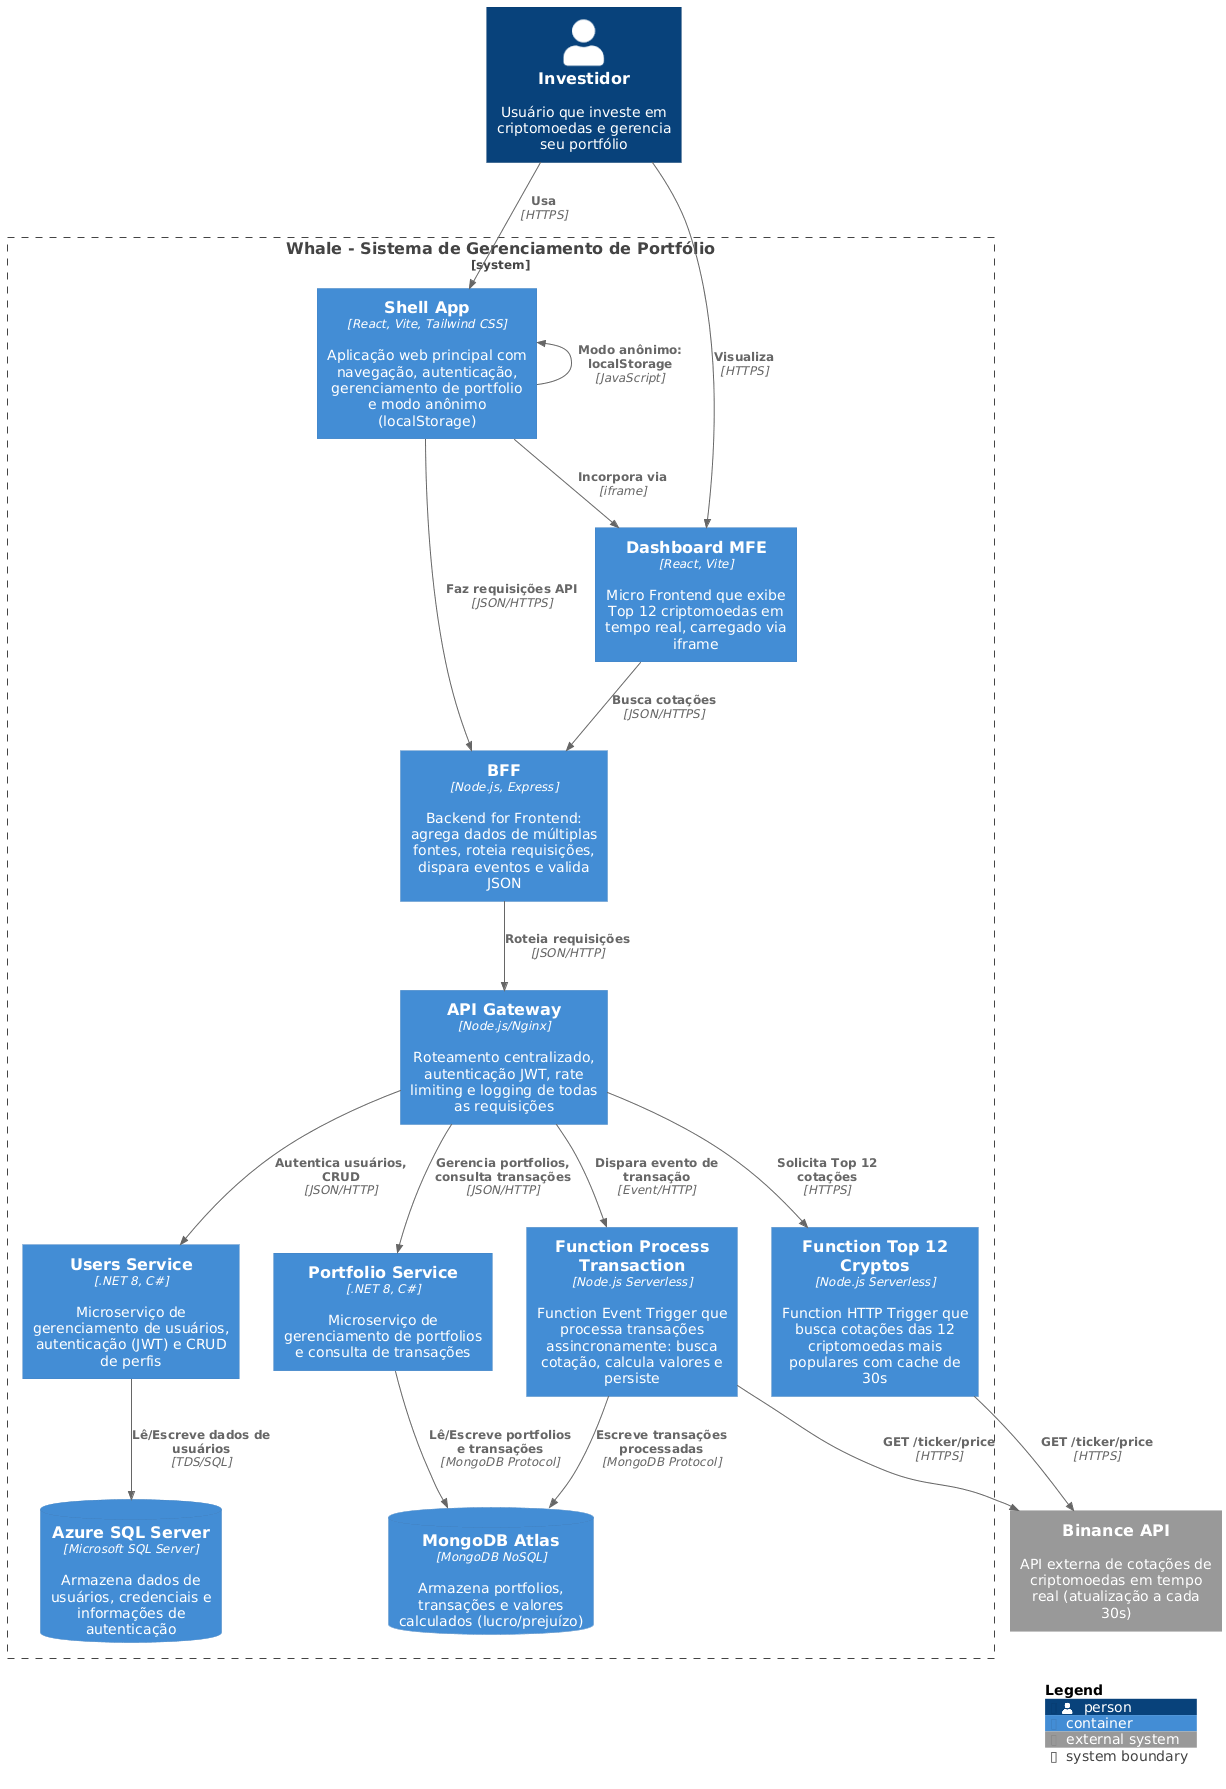 Investidor
Usuário que investe em
criptomoedas e gerencia
seu portfólio
Usa
[HTTPS]
Whale - Sistema de Gerenciamento de Portfólio
[system]
Shell App
[React, Vite, Tailwind CSS]
Aplicação web principal com
navegação, autenticação,
gerenciamento de portfolio
e modo anônimo
(localStorage)
Modo anônimo:
localStorage
[JavaScript]
Visualiza
[HTTPS]
Incorpora via
[iframe]
Dashboard MFE
[React, Vite]
Micro Frontend que exibe
Top 12 criptomoedas em
tempo real, carregado via
iframe
Faz requisições API
[JSON/HTTPS]
Busca cotações
[JSON/HTTPS]
BFF
[Node.js, Express]
Backend for Frontend:
agrega dados de múltiplas
fontes, roteia requisições,
dispara eventos e valida
JSON
Roteia requisições
[JSON/HTTP]
API Gateway
[Node.js/Nginx]
Roteamento centralizado,
autenticação JWT, rate
limiting e logging de todas
as requisições
Autentica usuários,
CRUD
[JSON/HTTP]
Gerencia portfolios,
consulta transações
[JSON/HTTP]
Dispara evento de
transação
[Event/HTTP]
Solicita Top 12
cotações
[HTTPS]
Users Service
[.NET 8, C#]
Microserviço de
gerenciamento de usuários,
autenticação (JWT) e CRUD
de perfis
Portfolio Service
[.NET 8, C#]
Microserviço de
gerenciamento de portfolios
e consulta de transações
Function Process
Transaction
[Node.js Serverless]
Function Event Trigger que
processa transações
assincronamente: busca
cotação, calcula valores e
persiste
Function Top 12
Cryptos
[Node.js Serverless]
Function HTTP Trigger que
busca cotações das 12
criptomoedas mais
populares com cache de
30s
Lê/Escreve dados de
usuários
[TDS/SQL]
Lê/Escreve portfolios
e transações
[MongoDB Protocol]
Escreve transações
processadas
[MongoDB Protocol]
GET /ticker/price
[HTTPS]
GET /ticker/price
[HTTPS]
Azure SQL Server
[Microsoft SQL Server]
Armazena dados de
usuários, credenciais e
informações de
autenticação
MongoDB Atlas
[MongoDB NoSQL]
Armazena portfolios,
transações e valores
calculados (lucro/prejuízo)
Binance API
API externa de cotações de
criptomoedas em tempo
real (atualização a cada
30s)
Legend
person
container
external system
system boundary